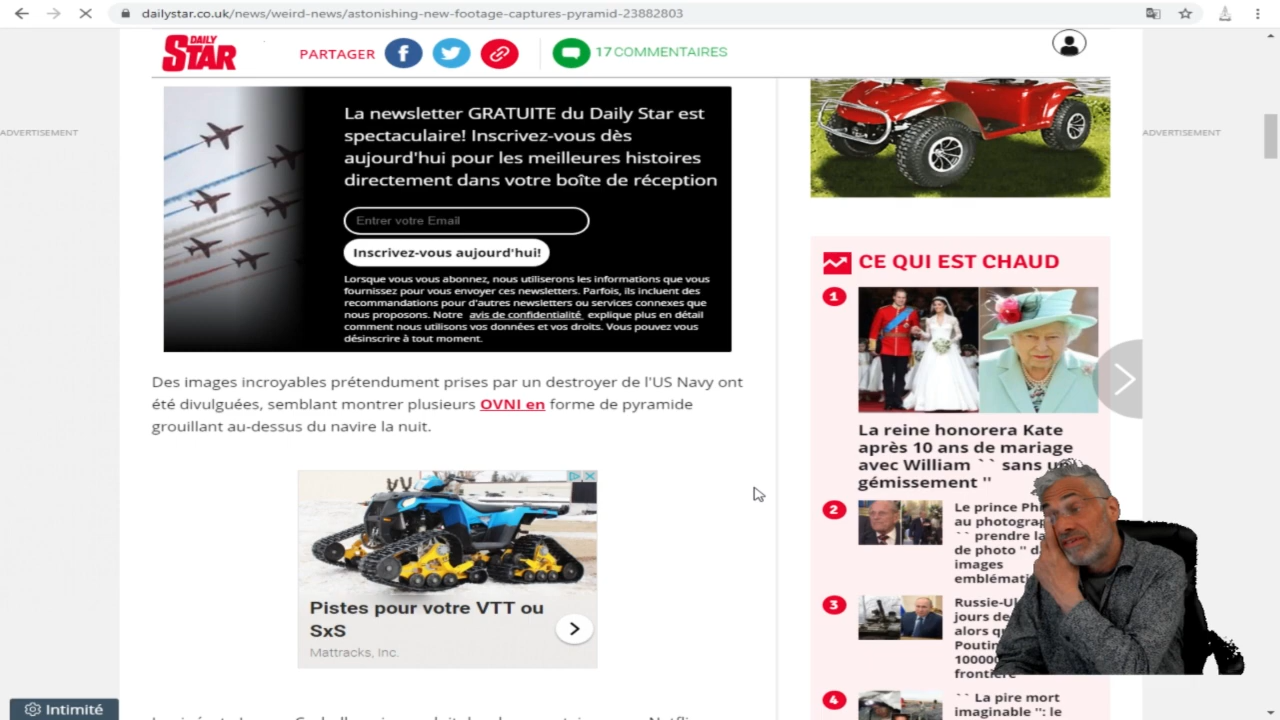 dailystar.co.uk/news/weird-news/astonishing-new-footage-captures-pyramid-23882803
DAILY
STAR
PARTAGER
17 COMMENTAIRES
ADVERTISEMENT
ADVERTISEMENT
La newsletter GRATUITE du Daily Star est
spectaculaire! Inscrivez-vous dès
aujourd'hui pour les meilleures histoires
directement dans votre boîte de réception
Entrer votre Email
Inscrivez-vous aujourd'hui!
Lorsque vous vous abonnez, nous utiliserons les informations que vous
fournissez pour vous envoyer ces newsletters. Parfois, ils incluent des
recommandations pour d'autres newsletters ou services connexes que
nous proposons. Notre avis de confidentialité explique plus en détail
comment nous utilisons vos données et vos droits. Vous pouvez vous
désinscrire à tout moment.
Des images incroyables prétendument prises par un destroyer de l'US Navy ont
été divulguées, semblant montrer plusieurs OVNI en forme de pyramide
grouillant au-dessus du navire la nuit.
Pistes pour votre VTT ou
SxS
Mattracks, Inc.
CE QUI EST CHAUD
1
La reine honorera Kate
après 10 ans de mariage
avec William `` sans un
gémissement ''
2
Le prince
au
`` prendre
de photo ''
images
3
jours de
alors
4
`` La pire mort
imaginable '': le
Intimité